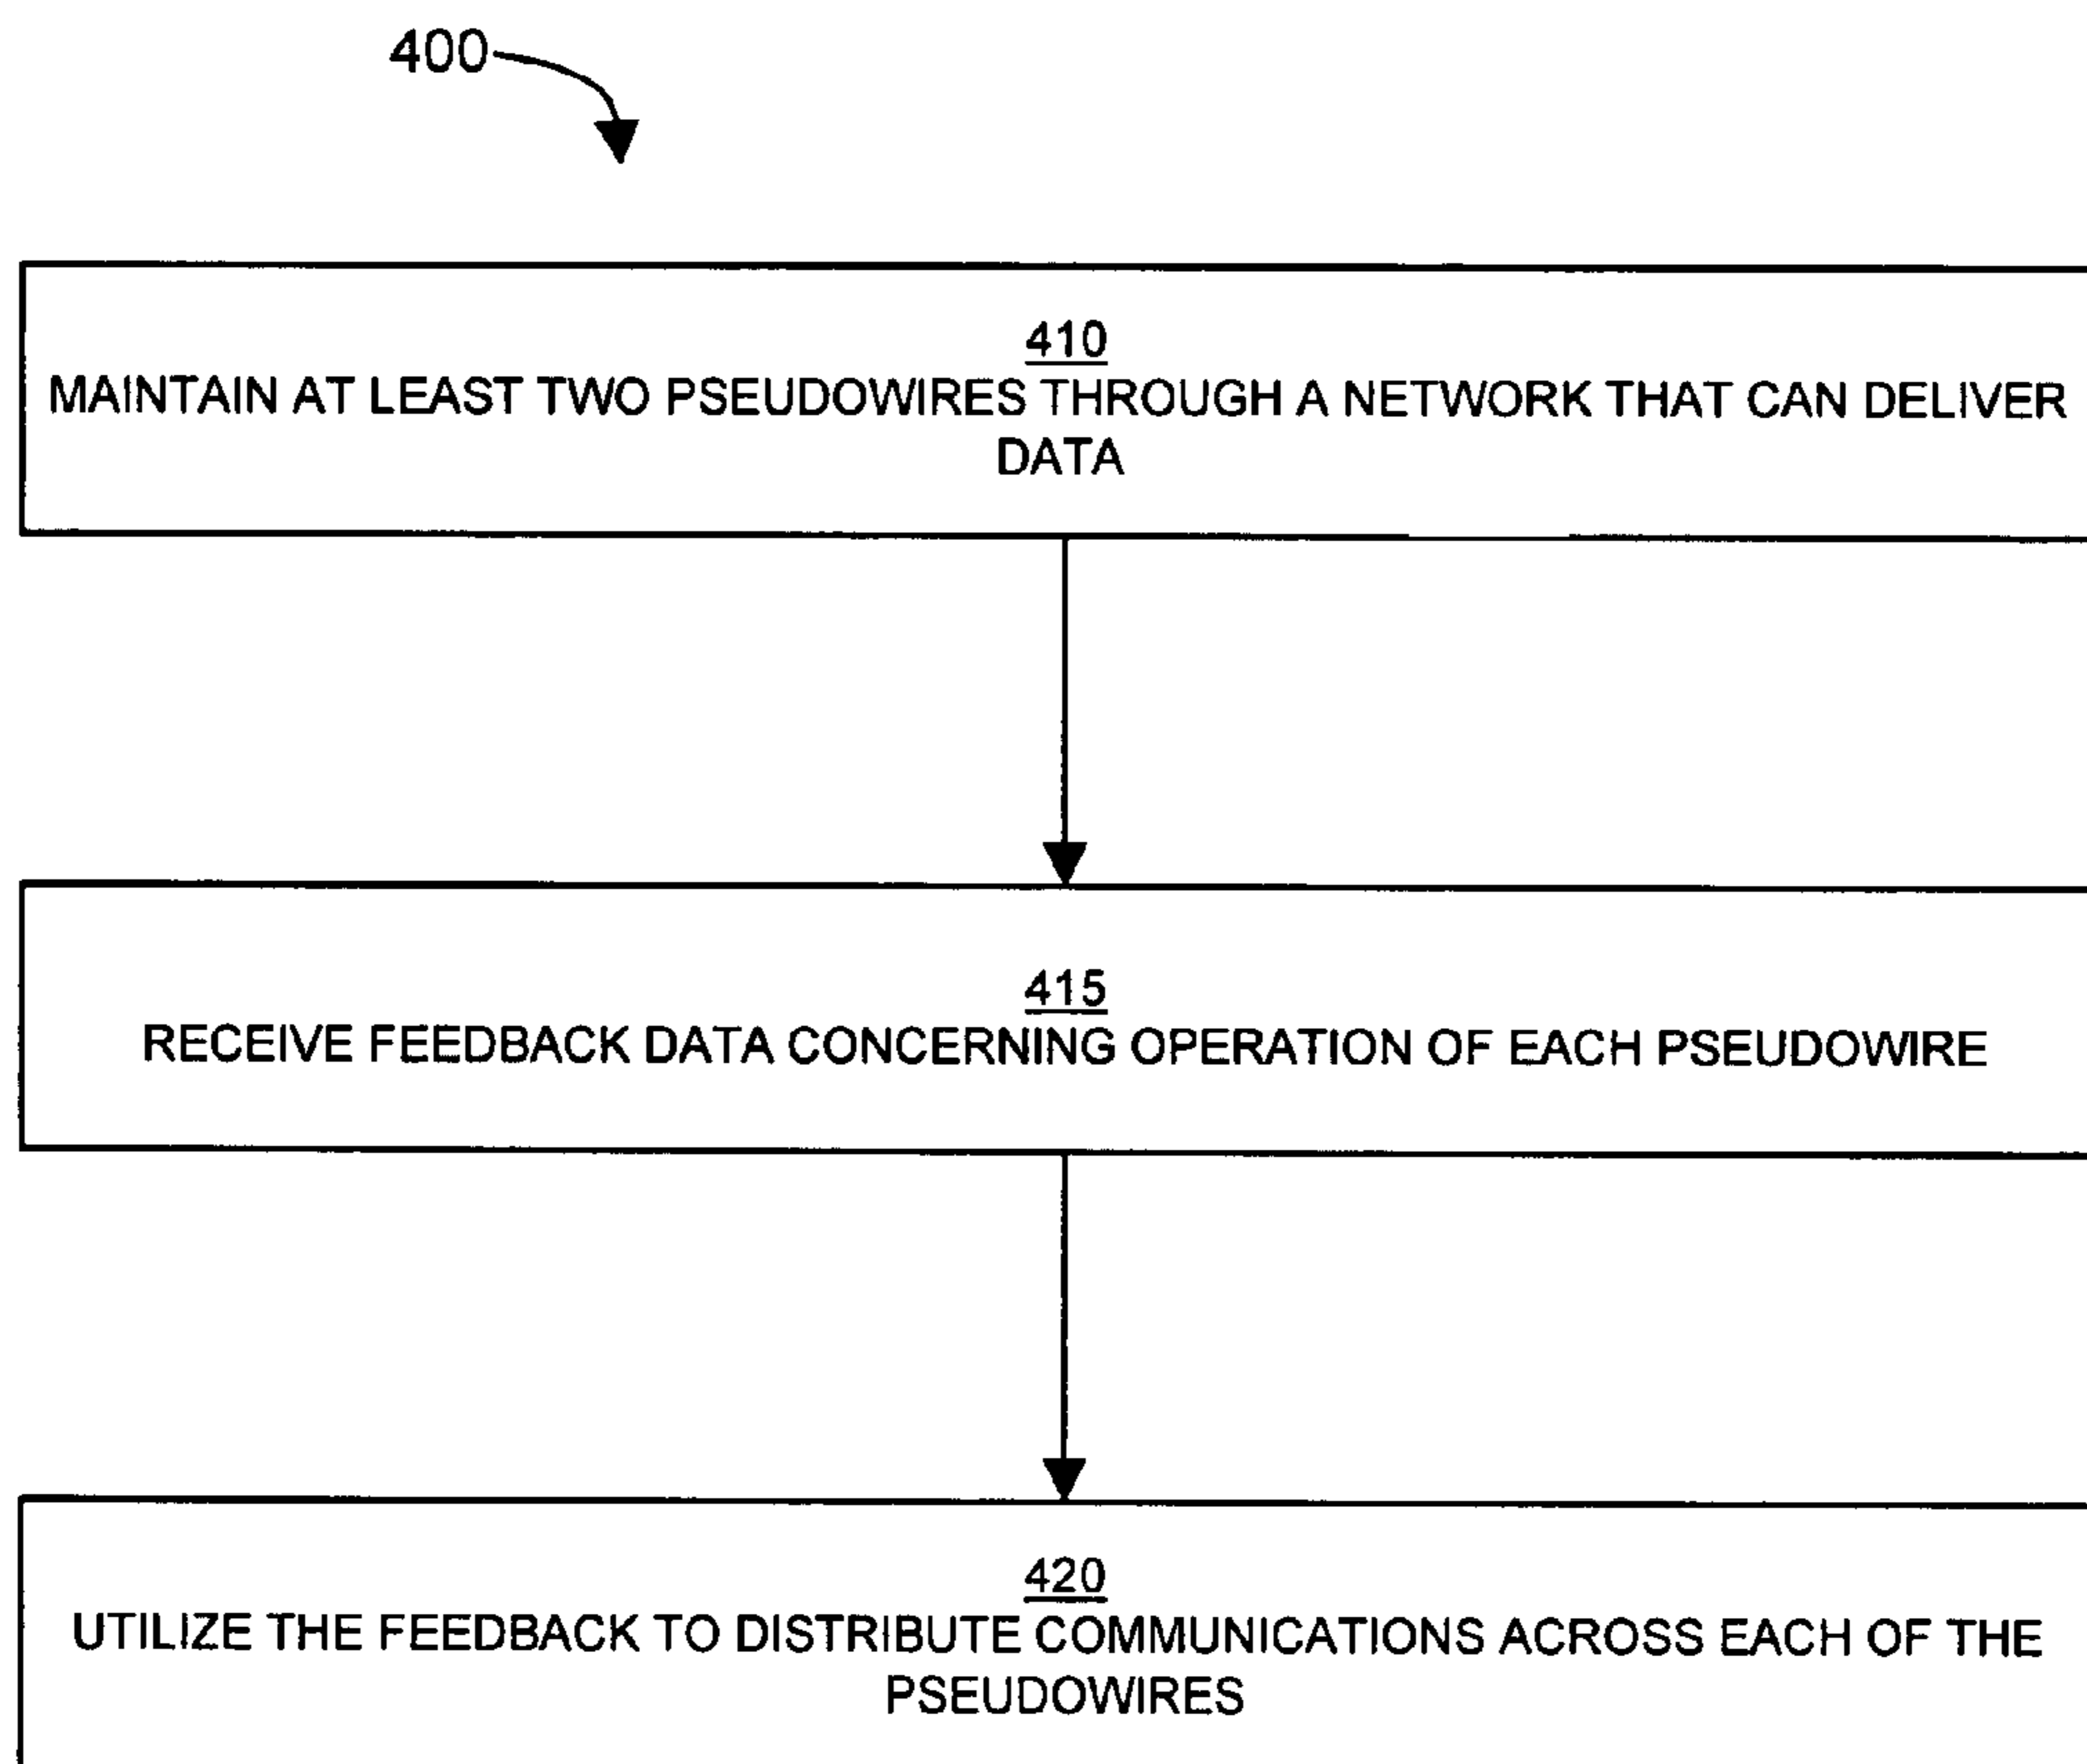 400
410
MAINTAIN AT LEAST TWO PSEUDOWIRES THROUGH A NETWORK THAT CAN DELIVER
DATA
415
RECEIVE FEEDBACK DATA CONCERNING OPERATION OF EACH PSEUDOWIRE
420
UTILIZE THE FEEDBACK TO DISTRIBUTE COMMUNICATIONS ACROSS EACH OF THE
PSEUDOWIRES